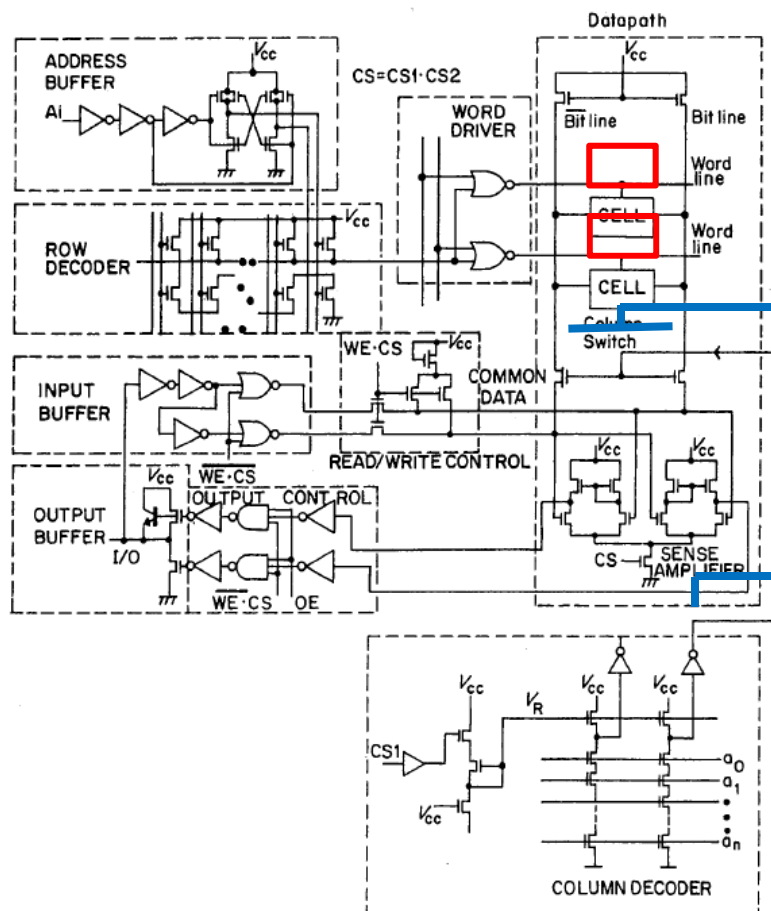 Datapath
ADDRESS
BUFFER
Vcc
CS=CS1·CS2
Ai
WORD
DRIVER
Vcc
Bit line
Bit line
Word
line
CELL
Word
line
ROW
DECODER
Vcc
CELL
Column
Switch
INPUT
BUFFER
WE·CS
Vcc
COMMON
DATA
WE·CS
READ/WRITE CONTROL
Vcc
Vcc
OUTPUT
BUFFER
Vcc
I/O
OUTPUT CONTROL
WE·CS
OE
CS
SENSE
AMPLIFIER
Vcc
VR
Vcc
Vcc
CS1
Vcc
a0
a1
an
COLUMN DECODER